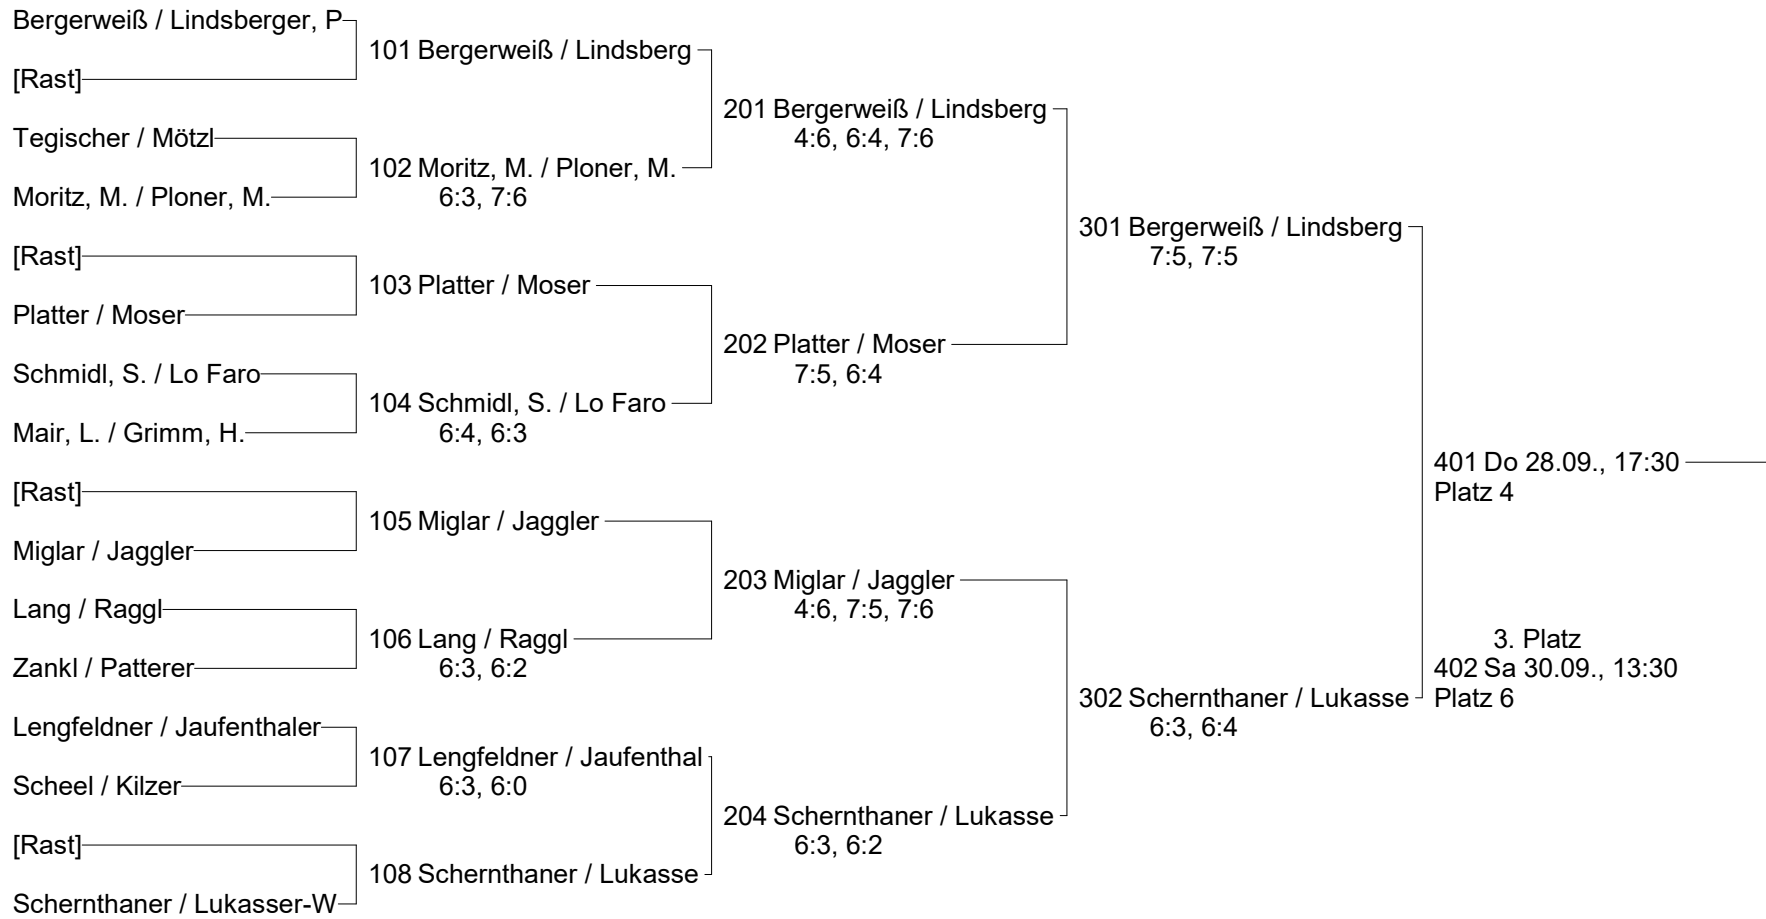 Bergerweiß / Lindsberger, P
[Rast]
Tegischer / Mötzl
Moritz, M. / Ploner, M.
[Rast]
Platter / Moser
Schmidl, S. / Lo Faro
Mair, L. / Grimm, H.
[Rast]
Miglar / Jaggler
Lang / Raggl
Zankl / Patterer
Lengfeldner / Jaufenthaler
Scheel / Kilzer
[Rast]
Schernthaner / Lukasser-W
101 Bergerweiß / Lindsberg
102 Moritz, M. / Ploner, M.
6:3, 7:6
103 Platter / Moser
104 Schmidl, S. / Lo Faro
6:4, 6:3
105 Miglar / Jaggler
106 Lang / Raggl
6:3, 6:2
107 Lengfeldner / Jaufenthal
6:3, 6:0
108 Schernthaner / Lukasse
201 Bergerweiß / Lindsberg
4:6, 6:4, 7:6
202 Platter / Moser
7:5, 6:4
203 Miglar / Jaggler
4:6, 7:5, 7:6
204 Schernthaner / Lukasse
6:3, 6:2
301 Bergerweiß / Lindsberg
7:5, 7:5
302 Schernthaner / Lukasse
6:3, 6:4
401 Do 28.09., 17:30
Platz 4
3. Platz
402 Sa 30.09., 13:30
Platz 6